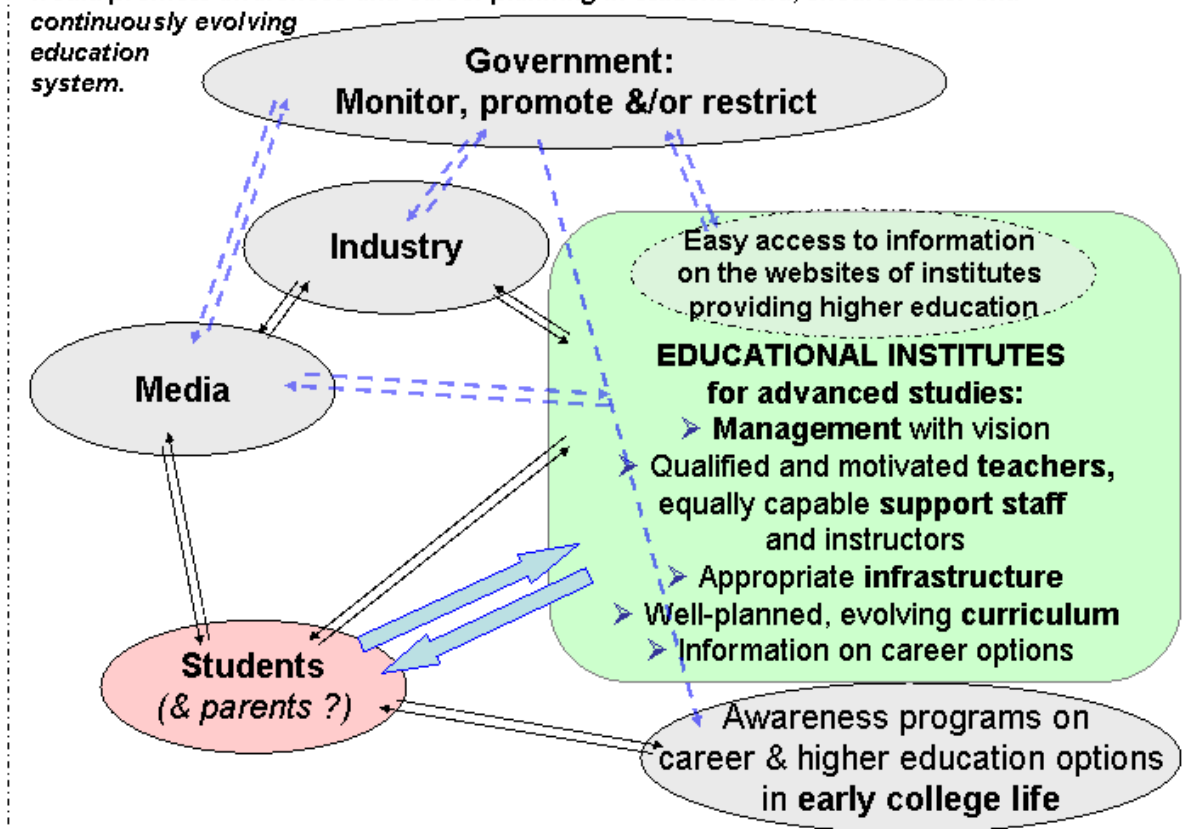 continuously evolving
education
system.
Government:
Monitor, promote &/or restrict
Industry
Media
Easy access to information
on the websites of institutes
providing higher education
EDUCATIONAL INSTITUTES
for advanced studies:
➢ Management with vision
➢ Qualified and motivated teachers,
equally capable support staff
and instructors
➢ Appropriate infrastructure
➢ Well-planned, evolving curriculum
➢ Information on career options
Students
(& parents ?)
Awareness programs on
career & higher education options
in early college life